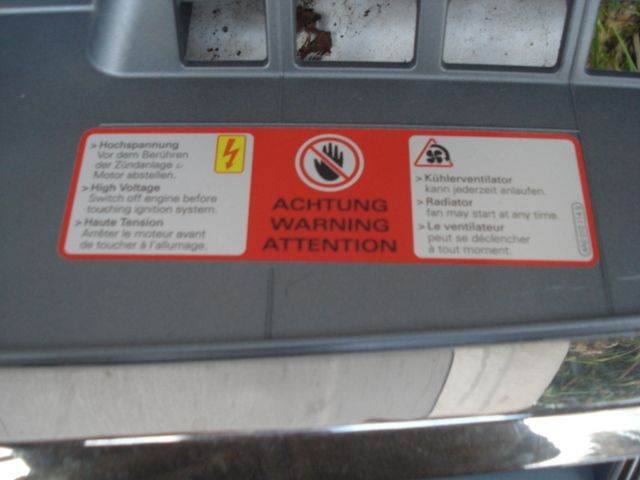 > Hochspannung
Vor dem Berühren
der Zündanlage
Motor abstellen.
> High Voltage
Switch off engine before
touching ignition system.
> Haute Tension
Arrêter le moteur avant
de toucher à l'allumage.
ACHTUNG
WARNING
ATTENTION
> Kühlerventilator
kann jederzeit anlaufen.
> Radiator
fan may start at any time.
> Le ventilateur
peut se déclencher
à tout moment.